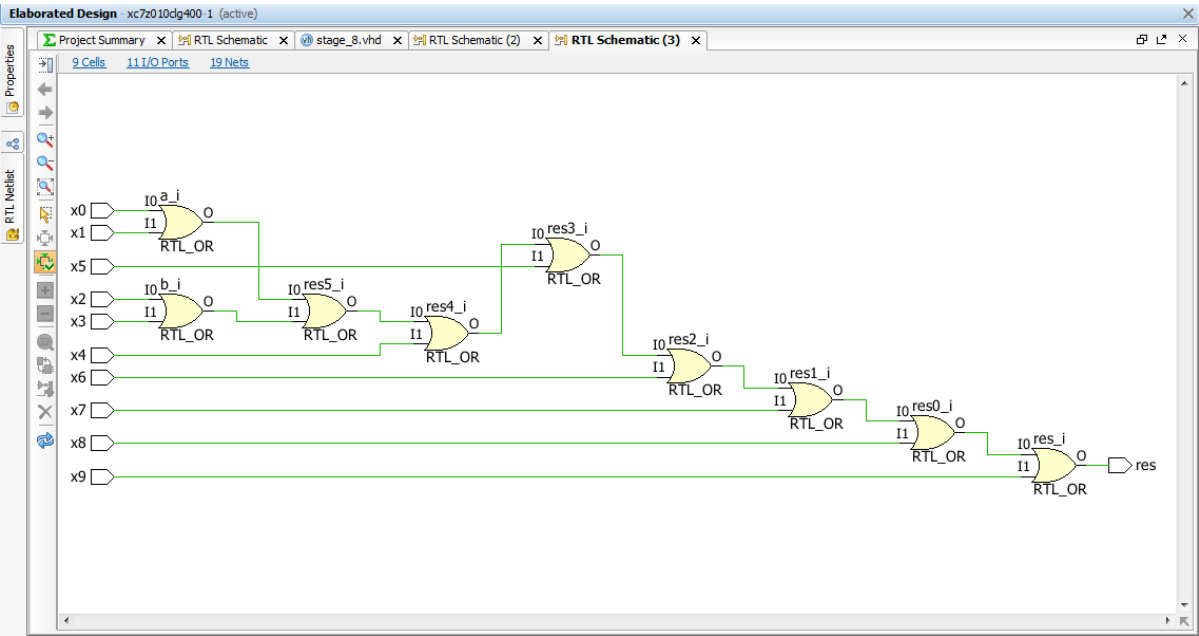 Elaborated Design - xc7z010clg400-1 (active)
Project Summary RTL Schematic stage_8.vhd RTL Schematic (2) RTL Schematic (3)
Properties
RTL Netlist
9 Cells 11 I/O Ports 19 Nets
x0 I0 a_i O
x1 I1
RTL_OR
I0 res3_i O
x5 I1
RTL_OR
x2 I0 b_i O I0 res5_i O
x3 I1 I1
RTL_OR RTL_OR
I0 res4_i O
I1
x4 RTL_OR
I0 res2_i O
x6 I1
RTL_OR
I0 res1_i O
x7 I1
RTL_OR
I0 res0_i O
x8 I1
RTL_OR
I0 res_i O
I1 res
x9 RTL_OR